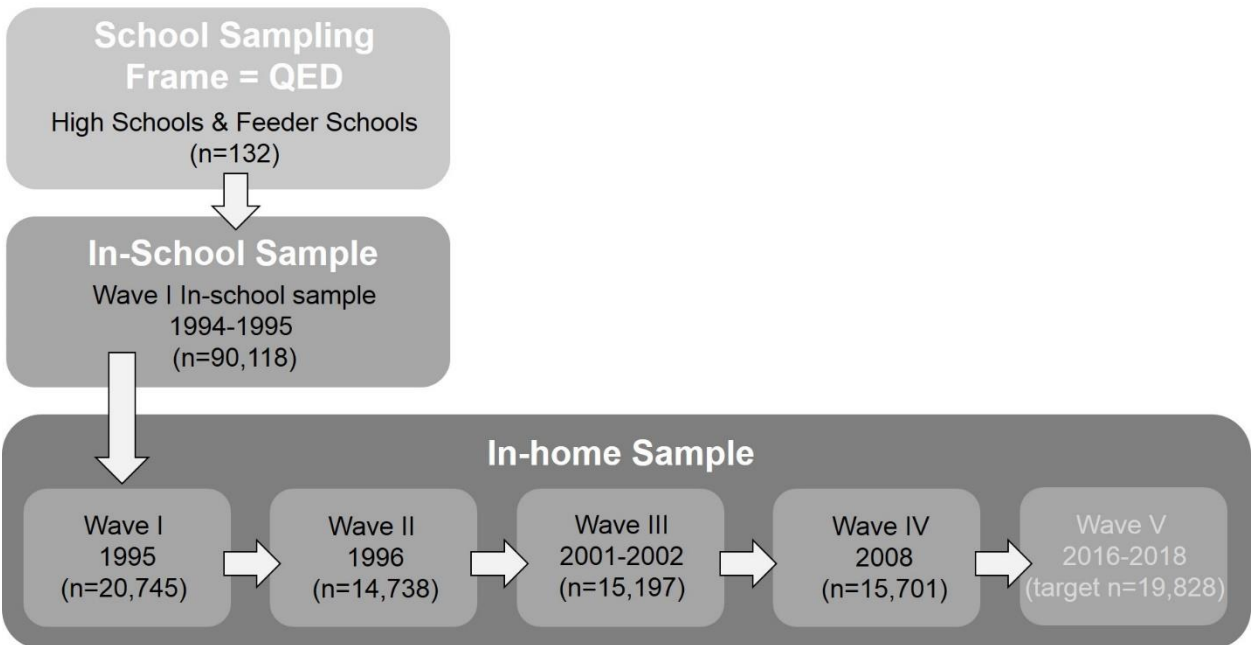 School Sampling
Frame = QED
High Schools & Feeder Schools
(n=132)
In-School Sample
Wave I In-school sample
1994-1995
(n=90,118)
In-home Sample
Wave I
1995
(n=20,745)
Wave II
1996
(n=14,738)
Wave III
2001-2002
(n=15,197)
Wave IV
2008
(n=15,701)
Wave V
2016-2018
(target n=19,828)